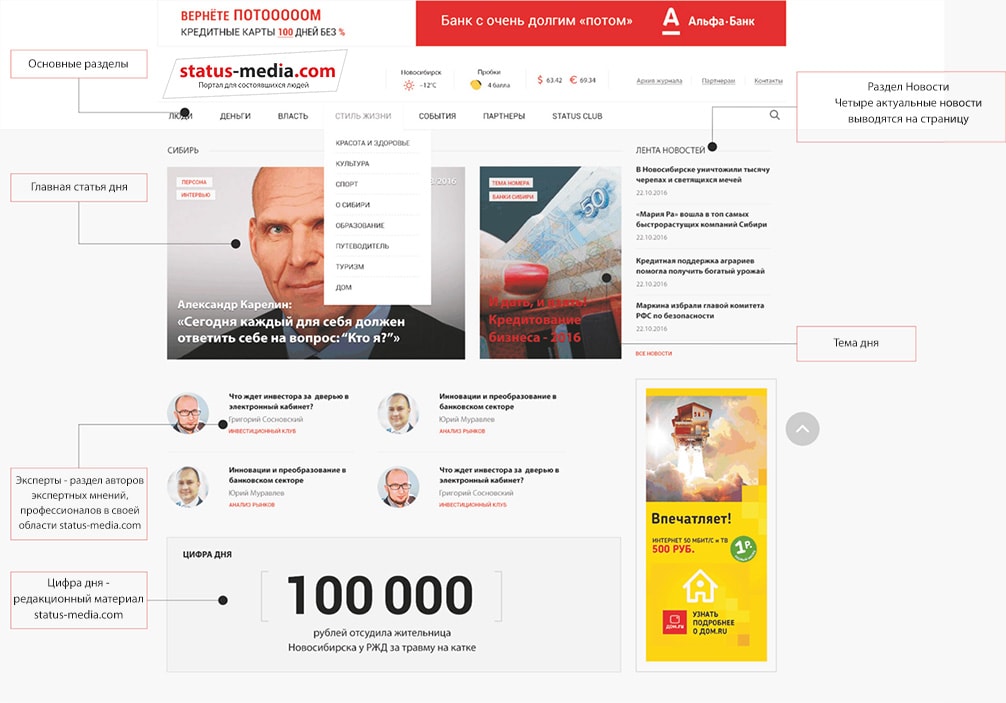 ВЕРНЁТЕ ПОТОООООМ
КРЕДИТНЫЕ КАРТЫ 100 ДНЕЙ БЕЗ %
Банк с очень долгим «потом»
Альфа·Банк
Основные разделы
status-media.com
Портал для состоявшихся людей
Новосибирск
-12°C
Пробки
4 балла
$ 63.42
€ 69.34
Архив журнала
Партнерам
Контакты
Раздел Новости
Четыре актуальные новости
выводятся на страницу
ЛЮДИ
ДЕНЬГИ
ВЛАСТЬ
СТИЛЬ ЖИЗНИ
СОБЫТИЯ
ПАРТНЕРЫ
STATUS CLUB
КРАСОТА И ЗДОРОВЬЕ
КУЛЬТУРА
СПОРТ
О СИБИРИ
ОБРАЗОВАНИЕ
ПУТЕВОДИТЕЛЬ
ТУРИЗМ
ДОМ
СИБИРЬ
Главная статья дня
ПЕРСОНА
ИНТЕРВЬЮ
/2016
Александр Карелин:
«Сегодня каждый для себя должен
ответить себе на вопрос: “Кто я?”»
ТЕМА НОМЕРА
БАНКИ СИБИРИ
И дать, и взять!
Кредитование
бизнеса - 2016
ЛЕНТА НОВОСТЕЙ
В Новосибирске уничтожили тысячу
черепах и светящихся мечей
22.10.2016
«Мария Ра» вошла в топ самых
быстрорастущих компаний Сибири
22.10.2016
Кредитная поддержка аграриев
помогла получить богатый урожай
22.10.2016
Маркина избрали главой комитета
РФС по безопасности
22.10.2016
ВСЕ НОВОСТИ
Тема дня
Что ждет инвестора за дверью в
электронный кабинет?
Григорий Сосновский
ИНВЕСТИЦИОННЫЙ КЛУБ
Инновации и преобразование в
банковском секторе
Юрий Муравлев
АНАЛИЗ РЫНКОВ
Инновации и преобразование в
банковском секторе
Юрий Муравлев
АНАЛИЗ РЫНКОВ
Что ждет инвестора за дверью в
электронный кабинет?
Григорий Сосновский
ИНВЕСТИЦИОННЫЙ КЛУБ
Эксперты - раздел авторов
экспертных мнений,
профессионалов в своей
области status-media.com
ЦИФРА ДНЯ
100 000
рублей отсудила жительница
Новосибирска у РЖД за травму на катке
Цифра дня -
редакционный материал
status-media.com
Впечатляет!
ИНТЕРНЕТ 50 МБИТ/С и ТВ
500 РУБ.
1 Р.
ДОМ.RU
УЗНАТЬ
ПОДРОБНЕЕ
О ДОМ.RU